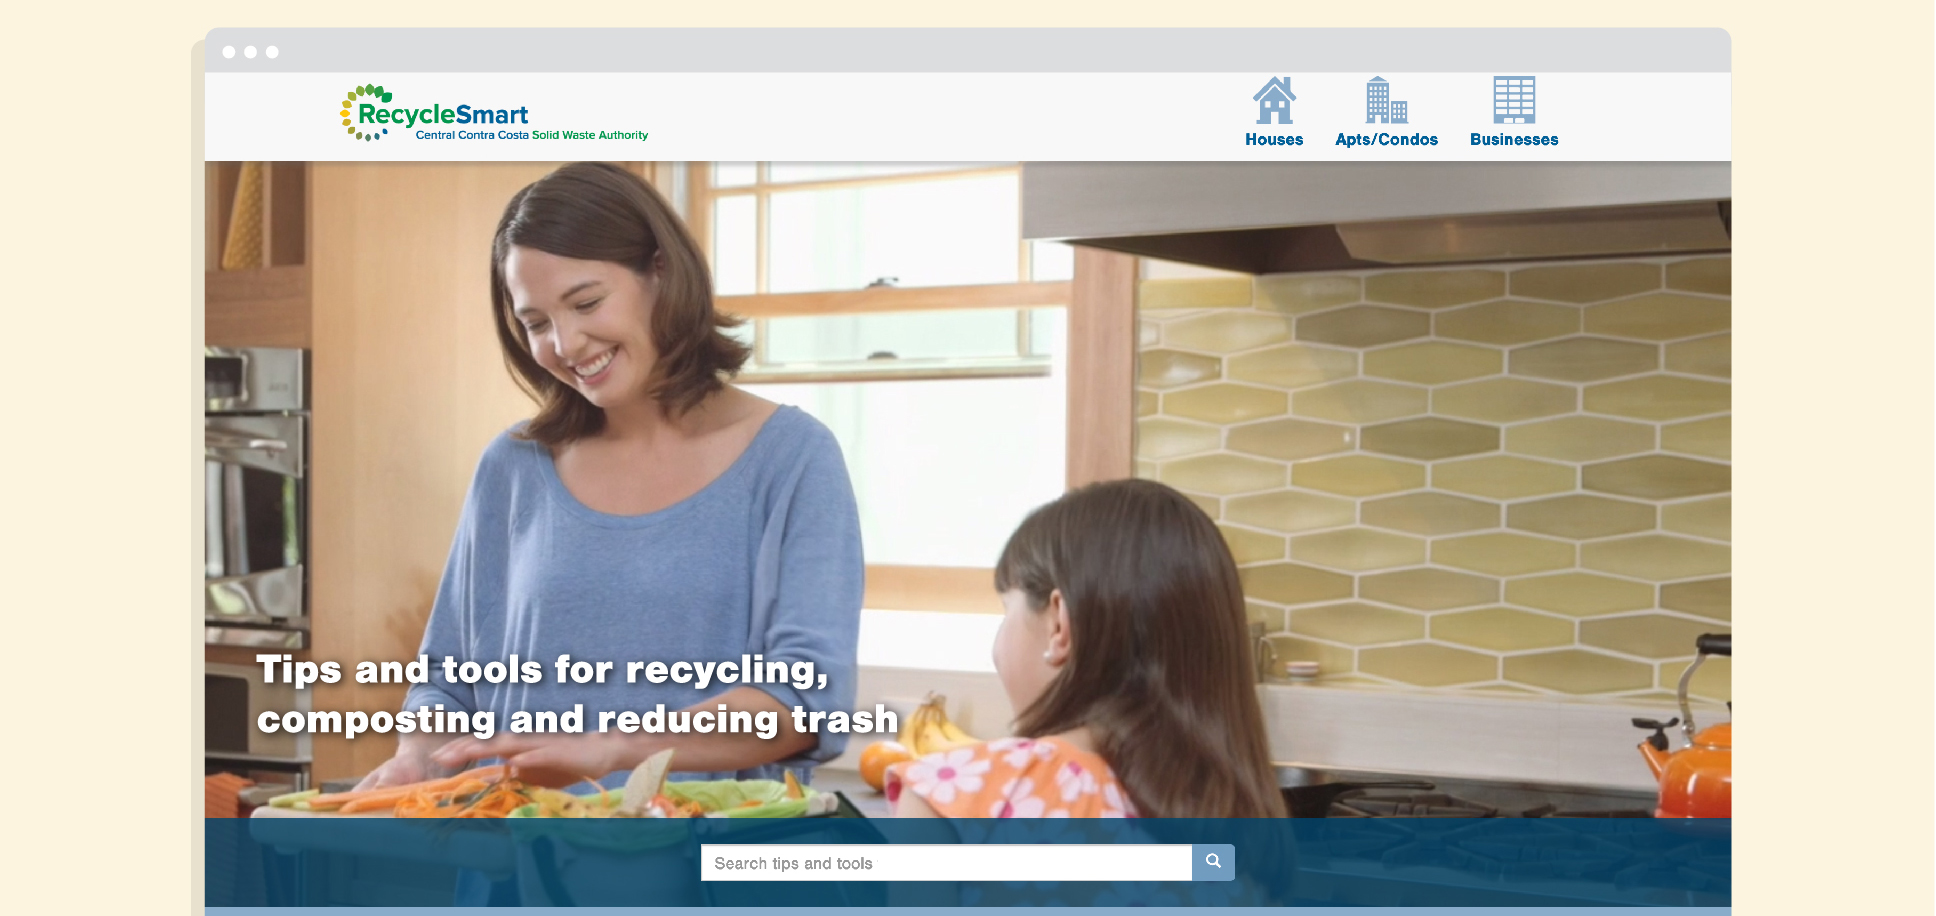 RecycleSmart
Central Contra Costa Solid Waste Authority
Houses
Apts/Condos
Businesses
Tips and tools for recycling,
composting and reducing trash
Search tips and tools